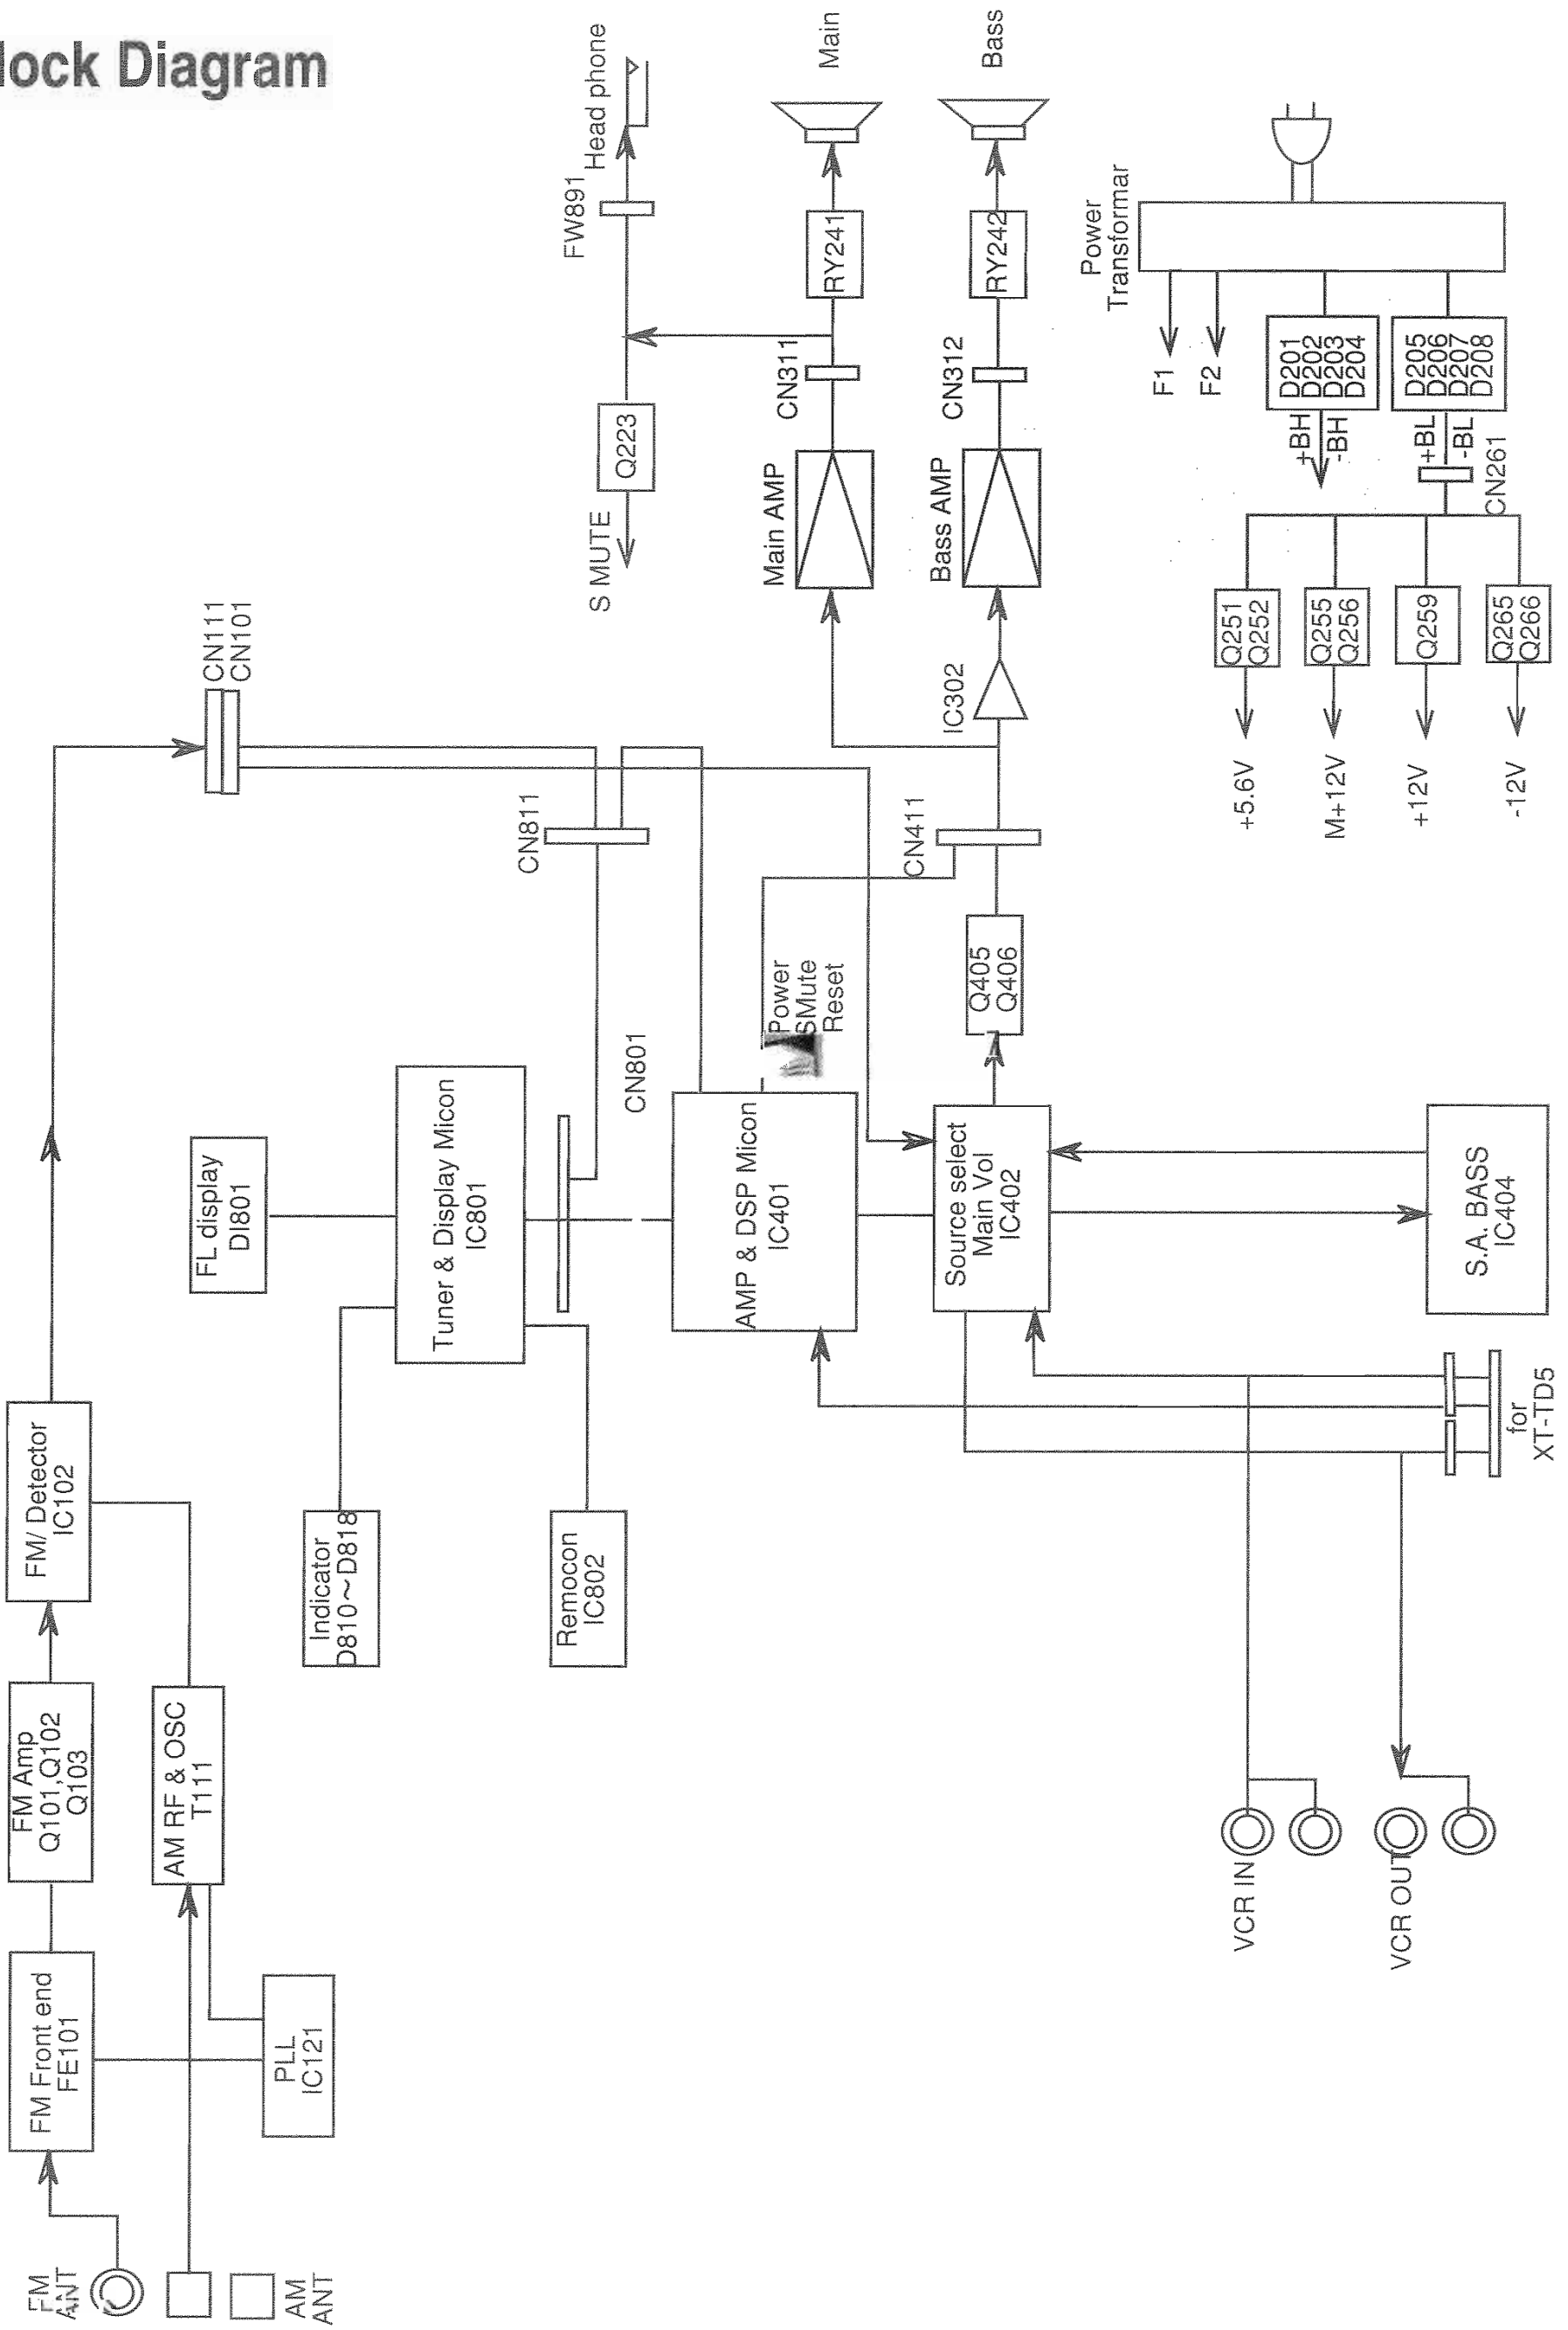 lock Diagram
FM
ANT
AM
ANT
FM Front end
FE101
PLL
IC121
FM Amp
Q101,Q102
Q103
AM RF & OSC
T111
FM/ Detector
IC102
CN111
CN101
FL display
DI801
Indicator
D810~D818
Tuner & Display Micon
IC801
Remocon
IC802
CN811
CN801
AMP & DSP Micon
IC401
Power
SMute
Reset
Source select
Main Vol
IC402
S.A. BASS
IC404
Q405
Q406
CN411
IC302
Main AMP
Bass AMP
CN311
CN312
RY241
RY242
Main
Bass
S MUTE
Q223
FW891
Head phone
VCR IN
VCR OUT
for
XT-TD5
Power
Transformar
F1
F2
D201
D202
D203
D204
+BH
-BH
D205
D206
D207
D208
+BL
-BL
CN261
Q251
Q252
+5.6V
Q255
Q256
M+12V
Q259
+12V
Q265
Q266
-12V